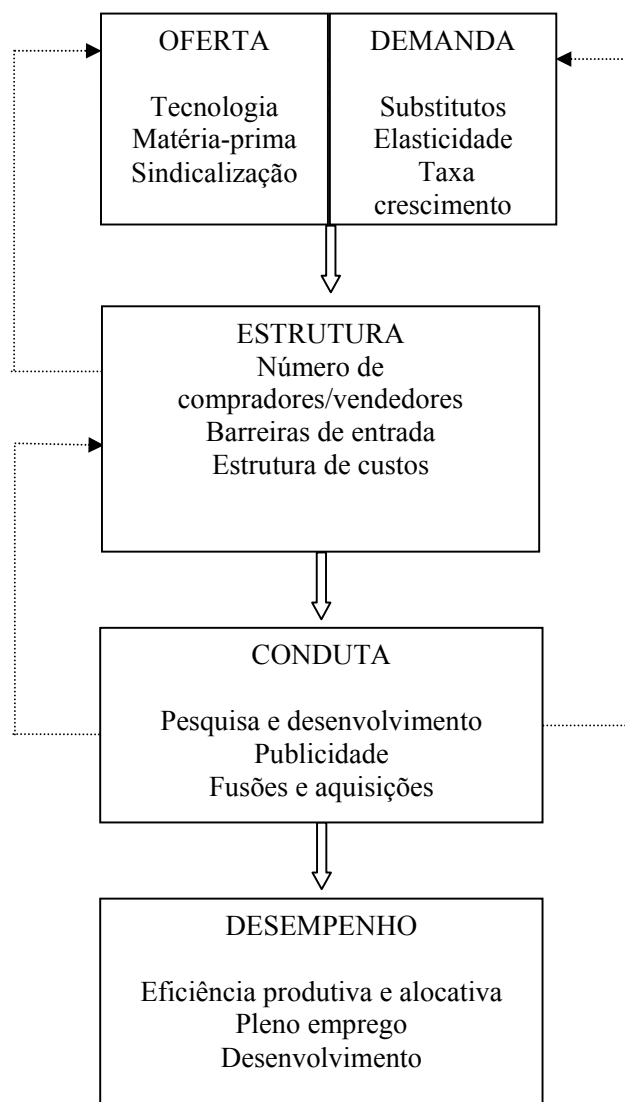 OFERTA
Tecnologia
Matéria-prima
Sindicalização
DEMANDA
Substitutos
Elasticidade
Taxa
crescimento
ESTRUTURA
Número de
compradores/vendedores
Barreiras de entrada
Estrutura de custos
CONDUTA
Pesquisa e desenvolvimento
Publicidade
Fusões e aquisições
DESEMPENHO
Eficiência produtiva e alocativa
Pleno emprego
Desenvolvimento